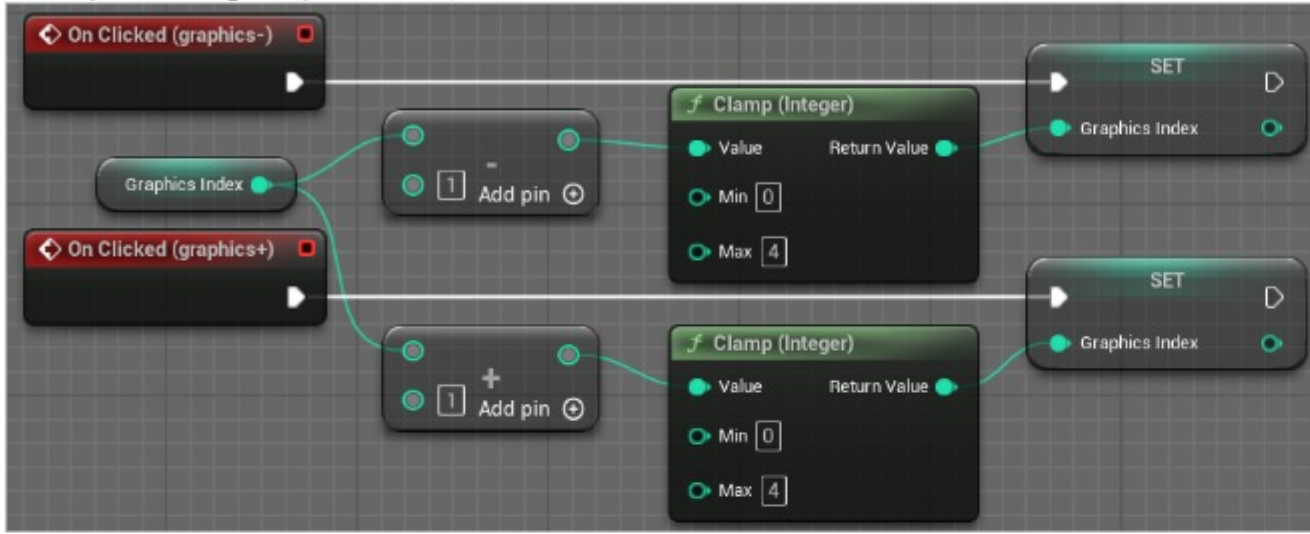 On Clicked (graphics-)
SET
Graphics Index
f Clamp (Integer)
Value Return Value
Min 0
Max 4
-
1 Add pin
Graphics Index
On Clicked (graphics+)
SET
Graphics Index
+
1 Add pin
f Clamp (Integer)
Value Return Value
Min 0
Max 4